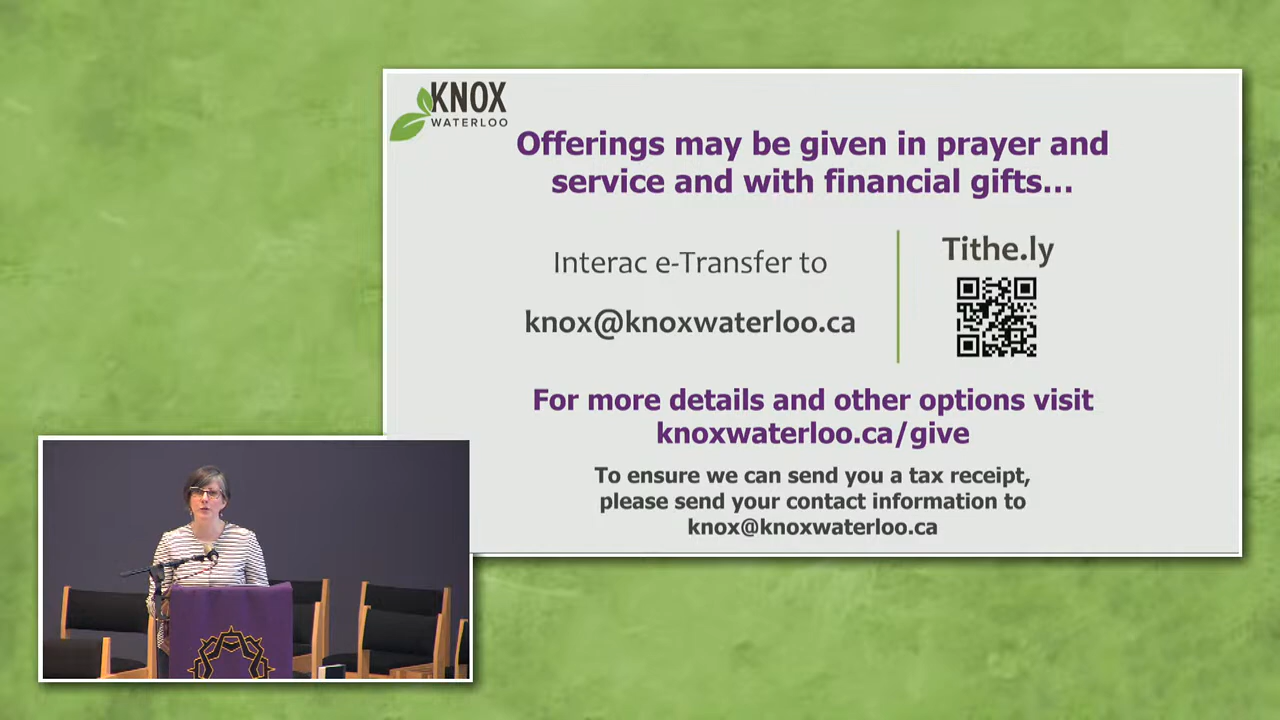 KNOX
WATERLOO
Offerings may be given in prayer and
service and with financial gifts...
Interac e-Transfer to
knox@knoxwaterloo.ca
Tithe.ly
For more details and other options visit
knoxwaterloo.ca/give
To ensure we can send you a tax receipt,
please send your contact information to
knox@knoxwaterloo.ca